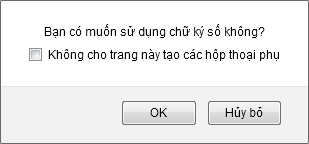 Bạn có muốn sử dụng chữ ký số không?
Không cho trang này tạo các hộp thoại phụ
OK
Hủy bỏ